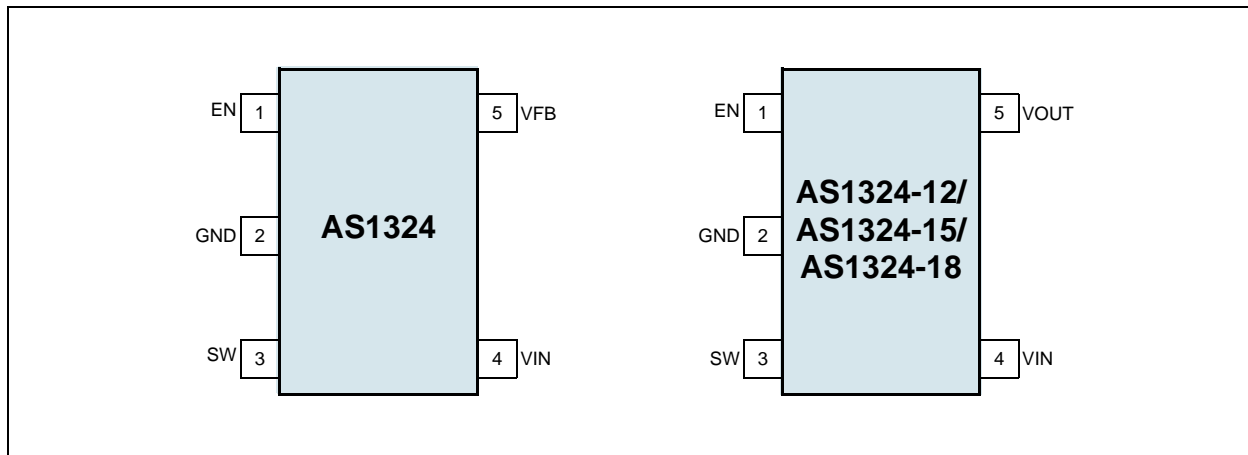 EN 1
5 VFB
GND 2
AS1324
SW 3
4 VIN
EN 1
5 VOUT
AS1324-12/
GND 2
AS1324-15/
AS1324-18
SW 3
4 VIN